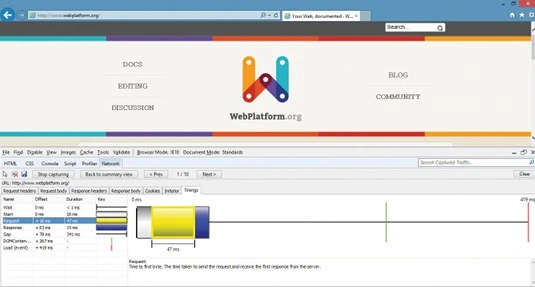 http://www.webplatform.org/
Your Web, documented - W...
Search...
DOCS
EDITING
DISCUSSION
BLOG
COMMUNITY
WebPlatform.org
File Find Disable View Images Cache Tools Validate Browser Mode: IE10 Document Mode: Standards
HTML CSS Console Script Profiler Network
Search Captured Traffic...
Stop capturing < Prev 1 / 10 Next > Clear
URL: http://www.webplatform.org/
Request headers Request body Response headers Response body Cookies Initiator Timings
Name Offset Duration Key
Wait 0 ms < 1 ms
Start 0 ms 16 ms
Request + 16 ms 47 ms
Response + 63 ms 15 ms
Gap + 78 ms 341 ms
DOMConten... + 267 ms -
Load (event) + 419 ms -
0 ms
419 ms
47 ms
Request:
Time to first byte. The time taken to send the request and receive the first response from the server.